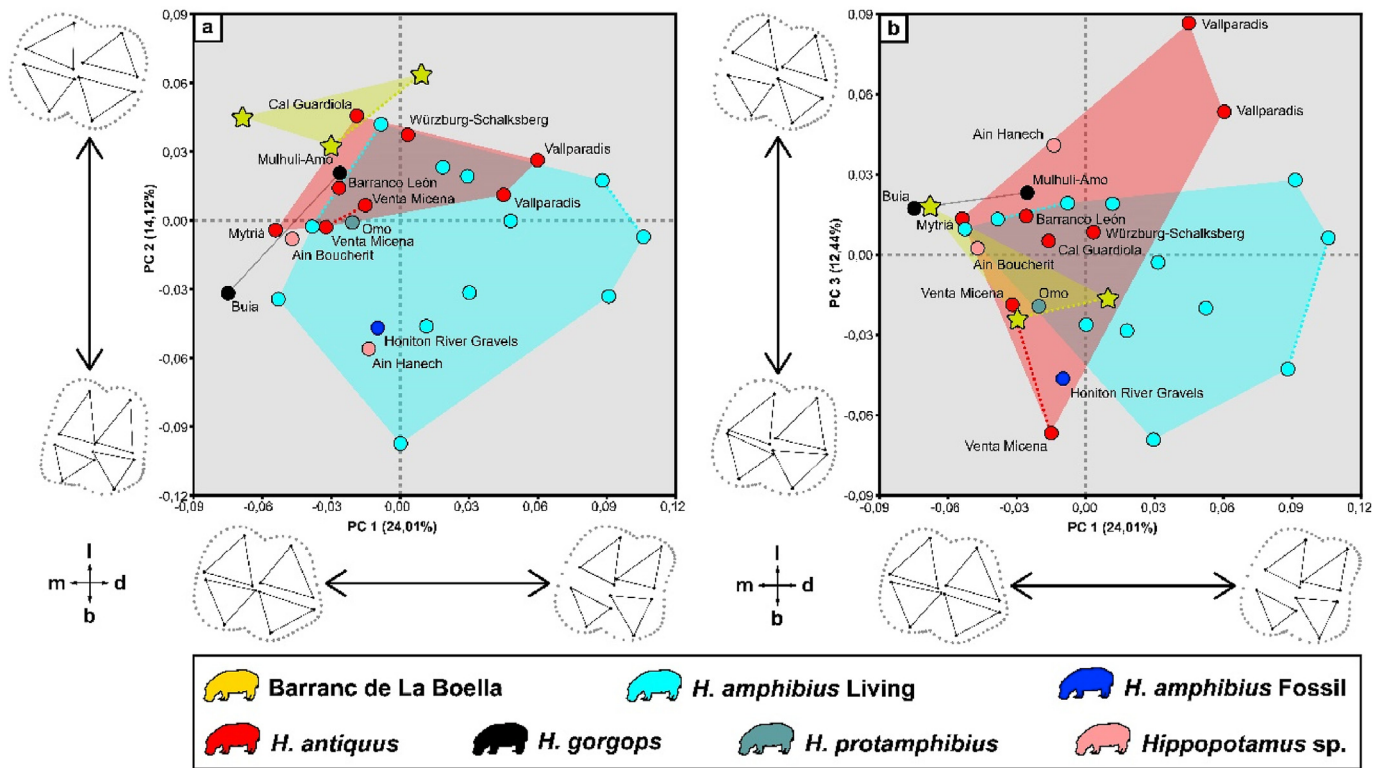 a
0,09
0,06
0,03
0,00
-0,03
-0,06
-0,09
-0,12
PC 2 (14,12%)
Cal Guardiola
Würzburg-Schalksberg
Mulhuli-Amo
Vallparadis
Barranco León
Venta Micena
Vallparadis
Mytrià
Omo
Venta Micena
Ain Boucherit
Buia
Honiton River Gravels
Ain Hanech
-0,09 -0,06 -0,03 0,00 0,03 0,06 0,09 0,12
PC 1 (24,01%)
b
0,09
0,06
0,03
0,00
-0,03
-0,06
-0,09
PC 3 (12,44%)
Vallparadis
Vallparadis
Ain Hanech
Mulhuli-Amo
Buia
Mytrià
Barranco León
Würzburg-Schalksberg
Cal Guardiola
Ain Boucherit
Venta Micena
Omo
Honiton River Gravels
Venta Micena
-0,09 -0,06 -0,03 0,00 0,03 0,06 0,09 0,12
PC 1 (24,01%)
l
m d
b
l
m d
b
Barranc de La Boella H. amphibius Living H. amphibius Fossil
H. antiquus H. gorgops H. protamphibius Hippopotamus sp.